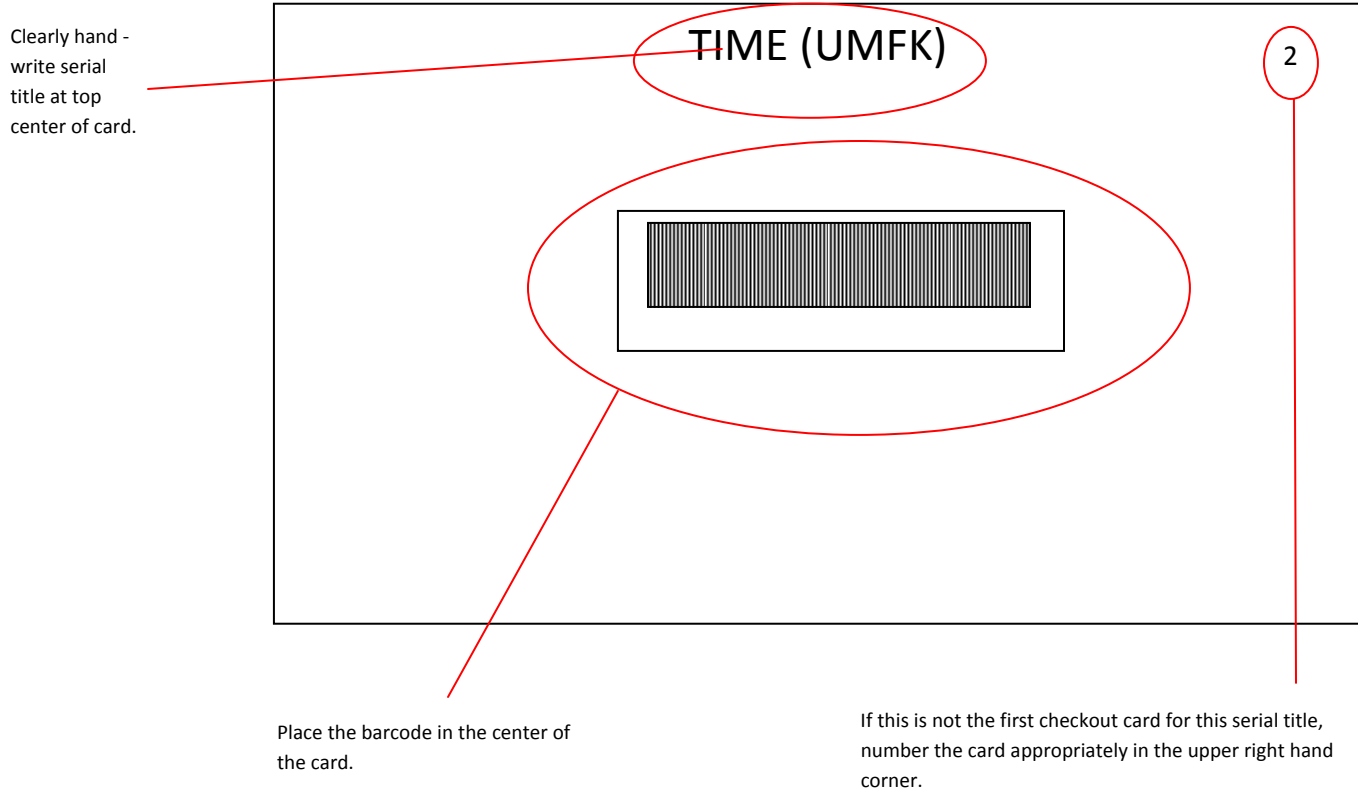 Clearly hand -
write serial
title at top
center of card.
TIME (UMFK)
2
Place the barcode in the center of
the card.
If this is not the first checkout card for this serial title,
number the card appropriately in the upper right hand
corner.